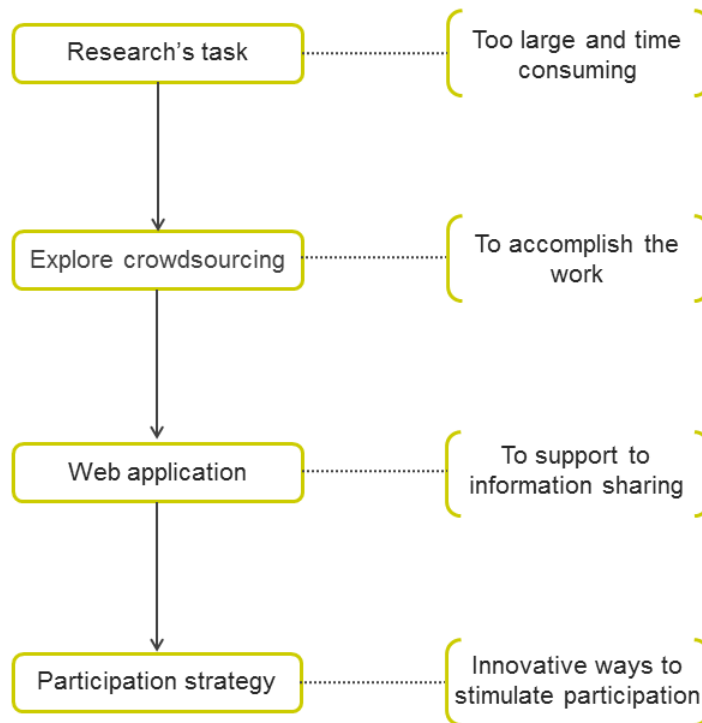 Research's task
Too large and time
consuming
Explore crowdsourcing
To accomplish the
work
Web application
To support to
information sharing
Participation strategy
Innovative ways to
stimulate participation